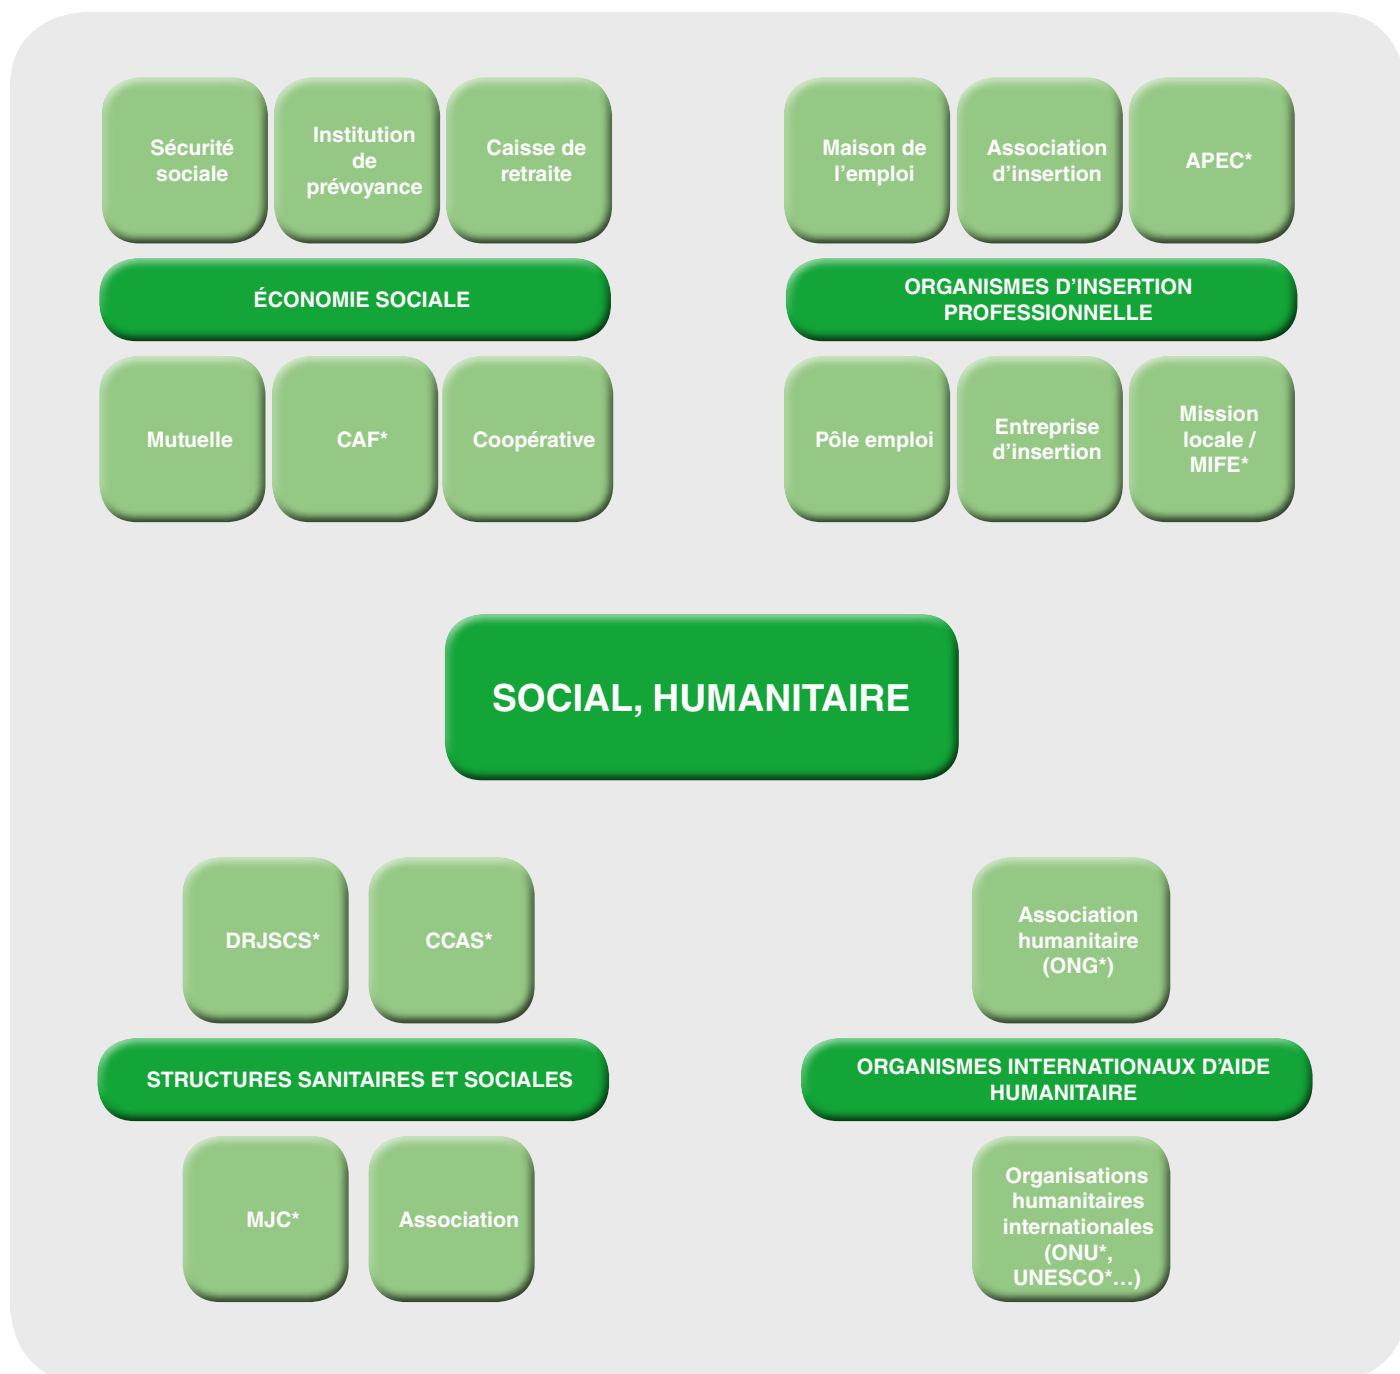 Sécurité
sociale
Institution
de
prévoyance
Caisse de
retraite
ÉCONOMIE SOCIALE
Mutuelle
CAF*
Coopérative
Maison de
l’emploi
Association
d’insertion
APEC*
ORGANISMES D’INSERTION
PROFESSIONNELLE
Pôle emploi
Entreprise
d’insertion
Mission
locale /
MIFE*
SOCIAL, HUMANITAIRE
DRJSCS*
CCAS*
STRUCTURES SANITAIRES ET SOCIALES
MJC*
Association
Association
humanitaire
(ONG*)
ORGANISMES INTERNATIONAUX D’AIDE
HUMANITAIRE
Organisations
humanitaires
internationales
(ONU*,
UNESCO*…)